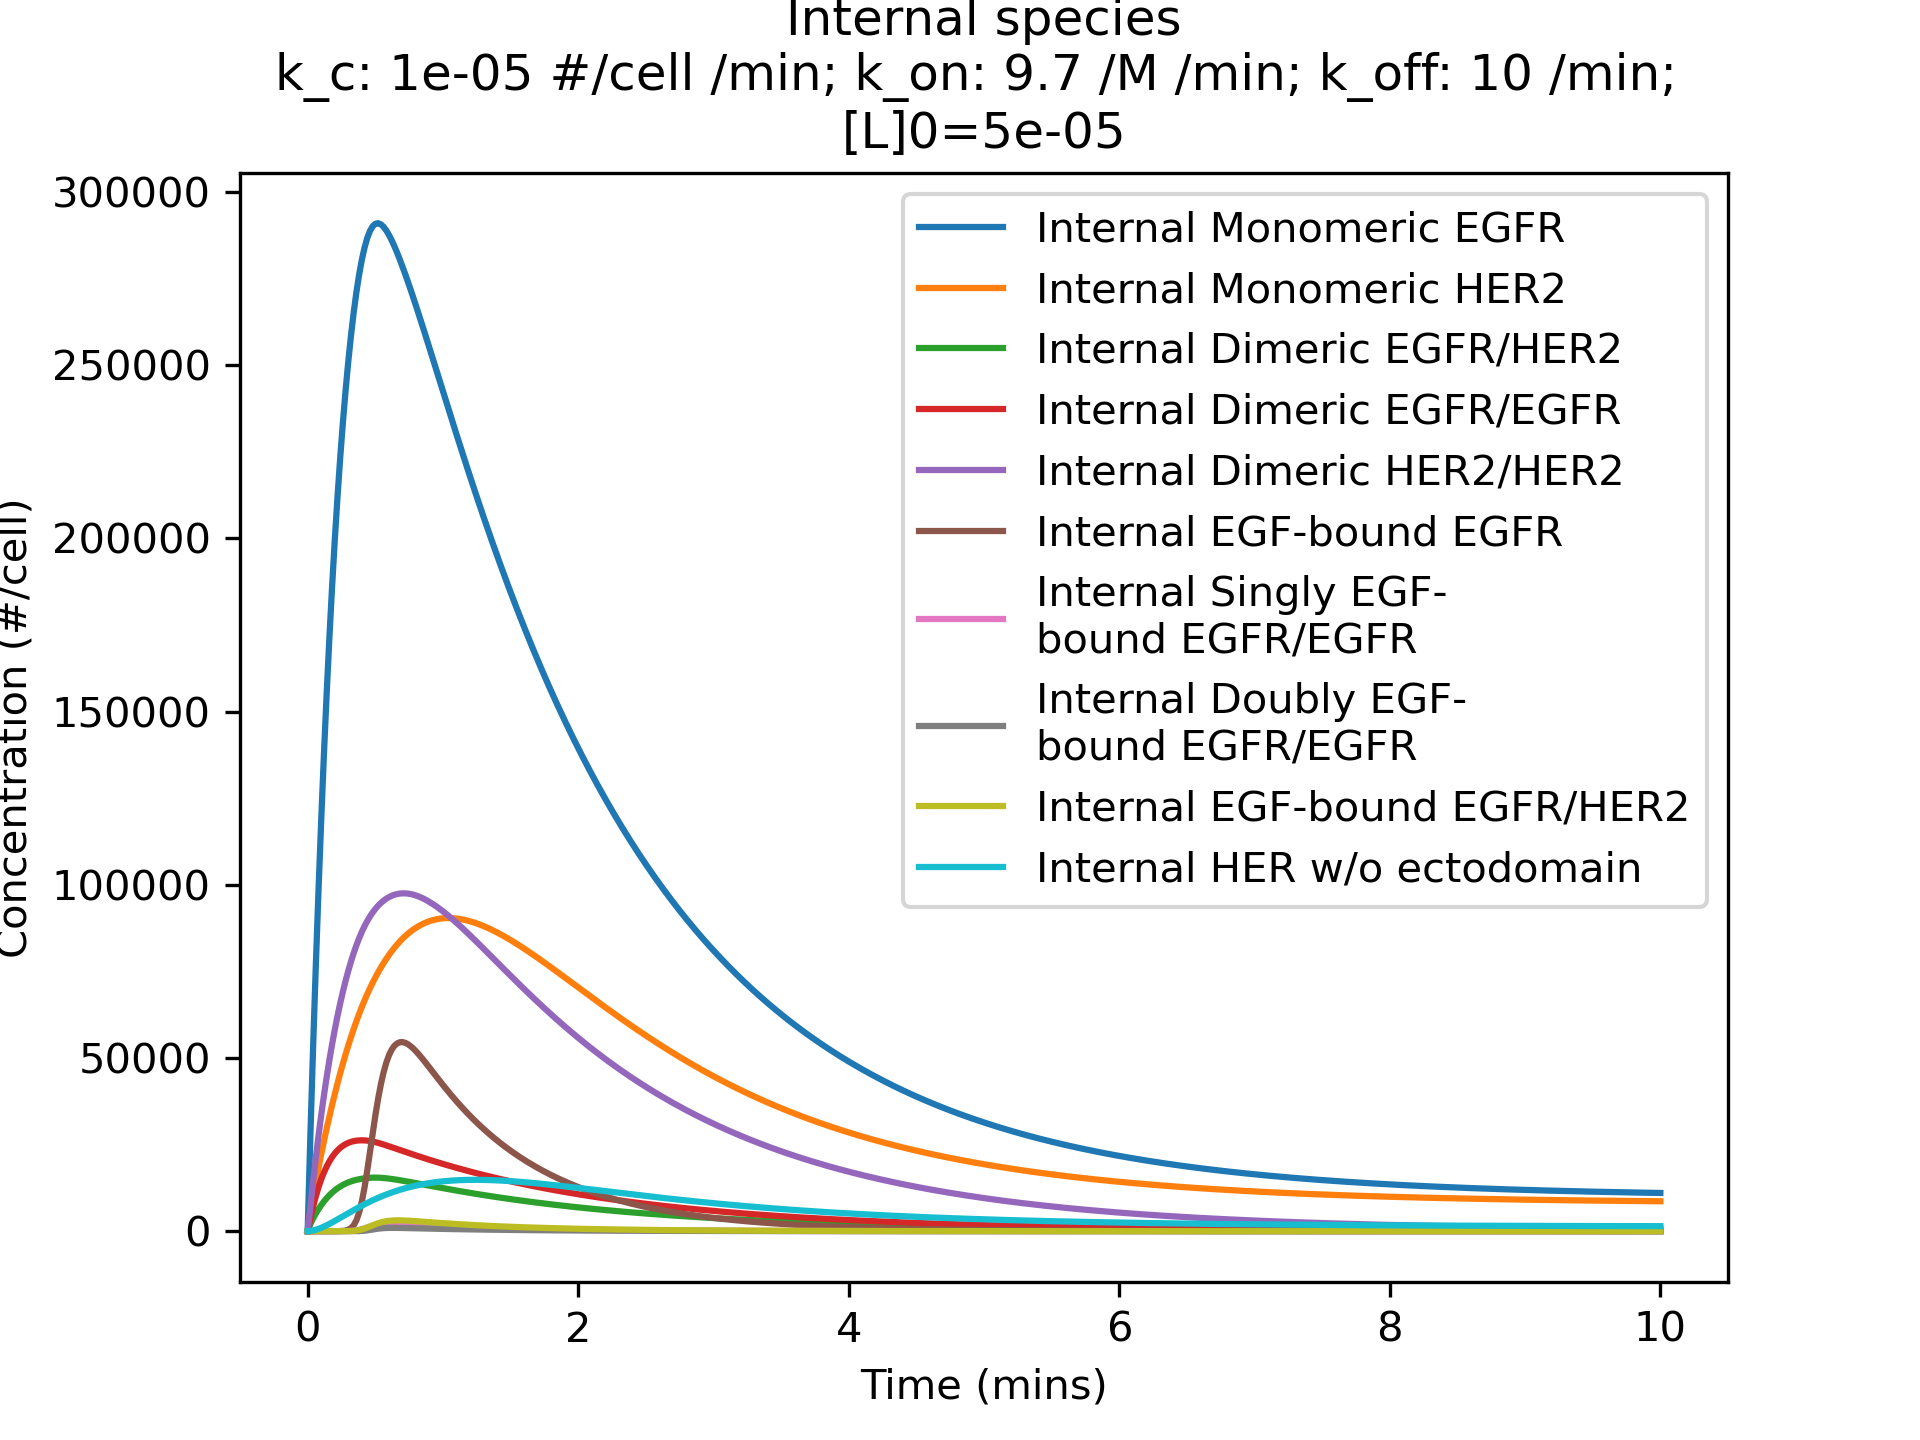 Internal species
k_c: 1e-05 #/cell /min; k_on: 9.7 /M /min; k_off: 10 /min;
[L]0=5e-05
300000
250000
200000
150000
100000
50000
0
Concentration (#/cell)
Internal Monomeric EGFR
Internal Monomeric HER2
Internal Dimeric EGFR/HER2
Internal Dimeric EGFR/EGFR
Internal Dimeric HER2/HER2
Internal EGF-bound EGFR
Internal Singly EGF-
bound EGFR/EGFR
Internal Doubly EGF-
bound EGFR/EGFR
Internal EGF-bound EGFR/HER2
Internal HER w/o ectodomain
0 2 4 6 8 10
Time (mins)